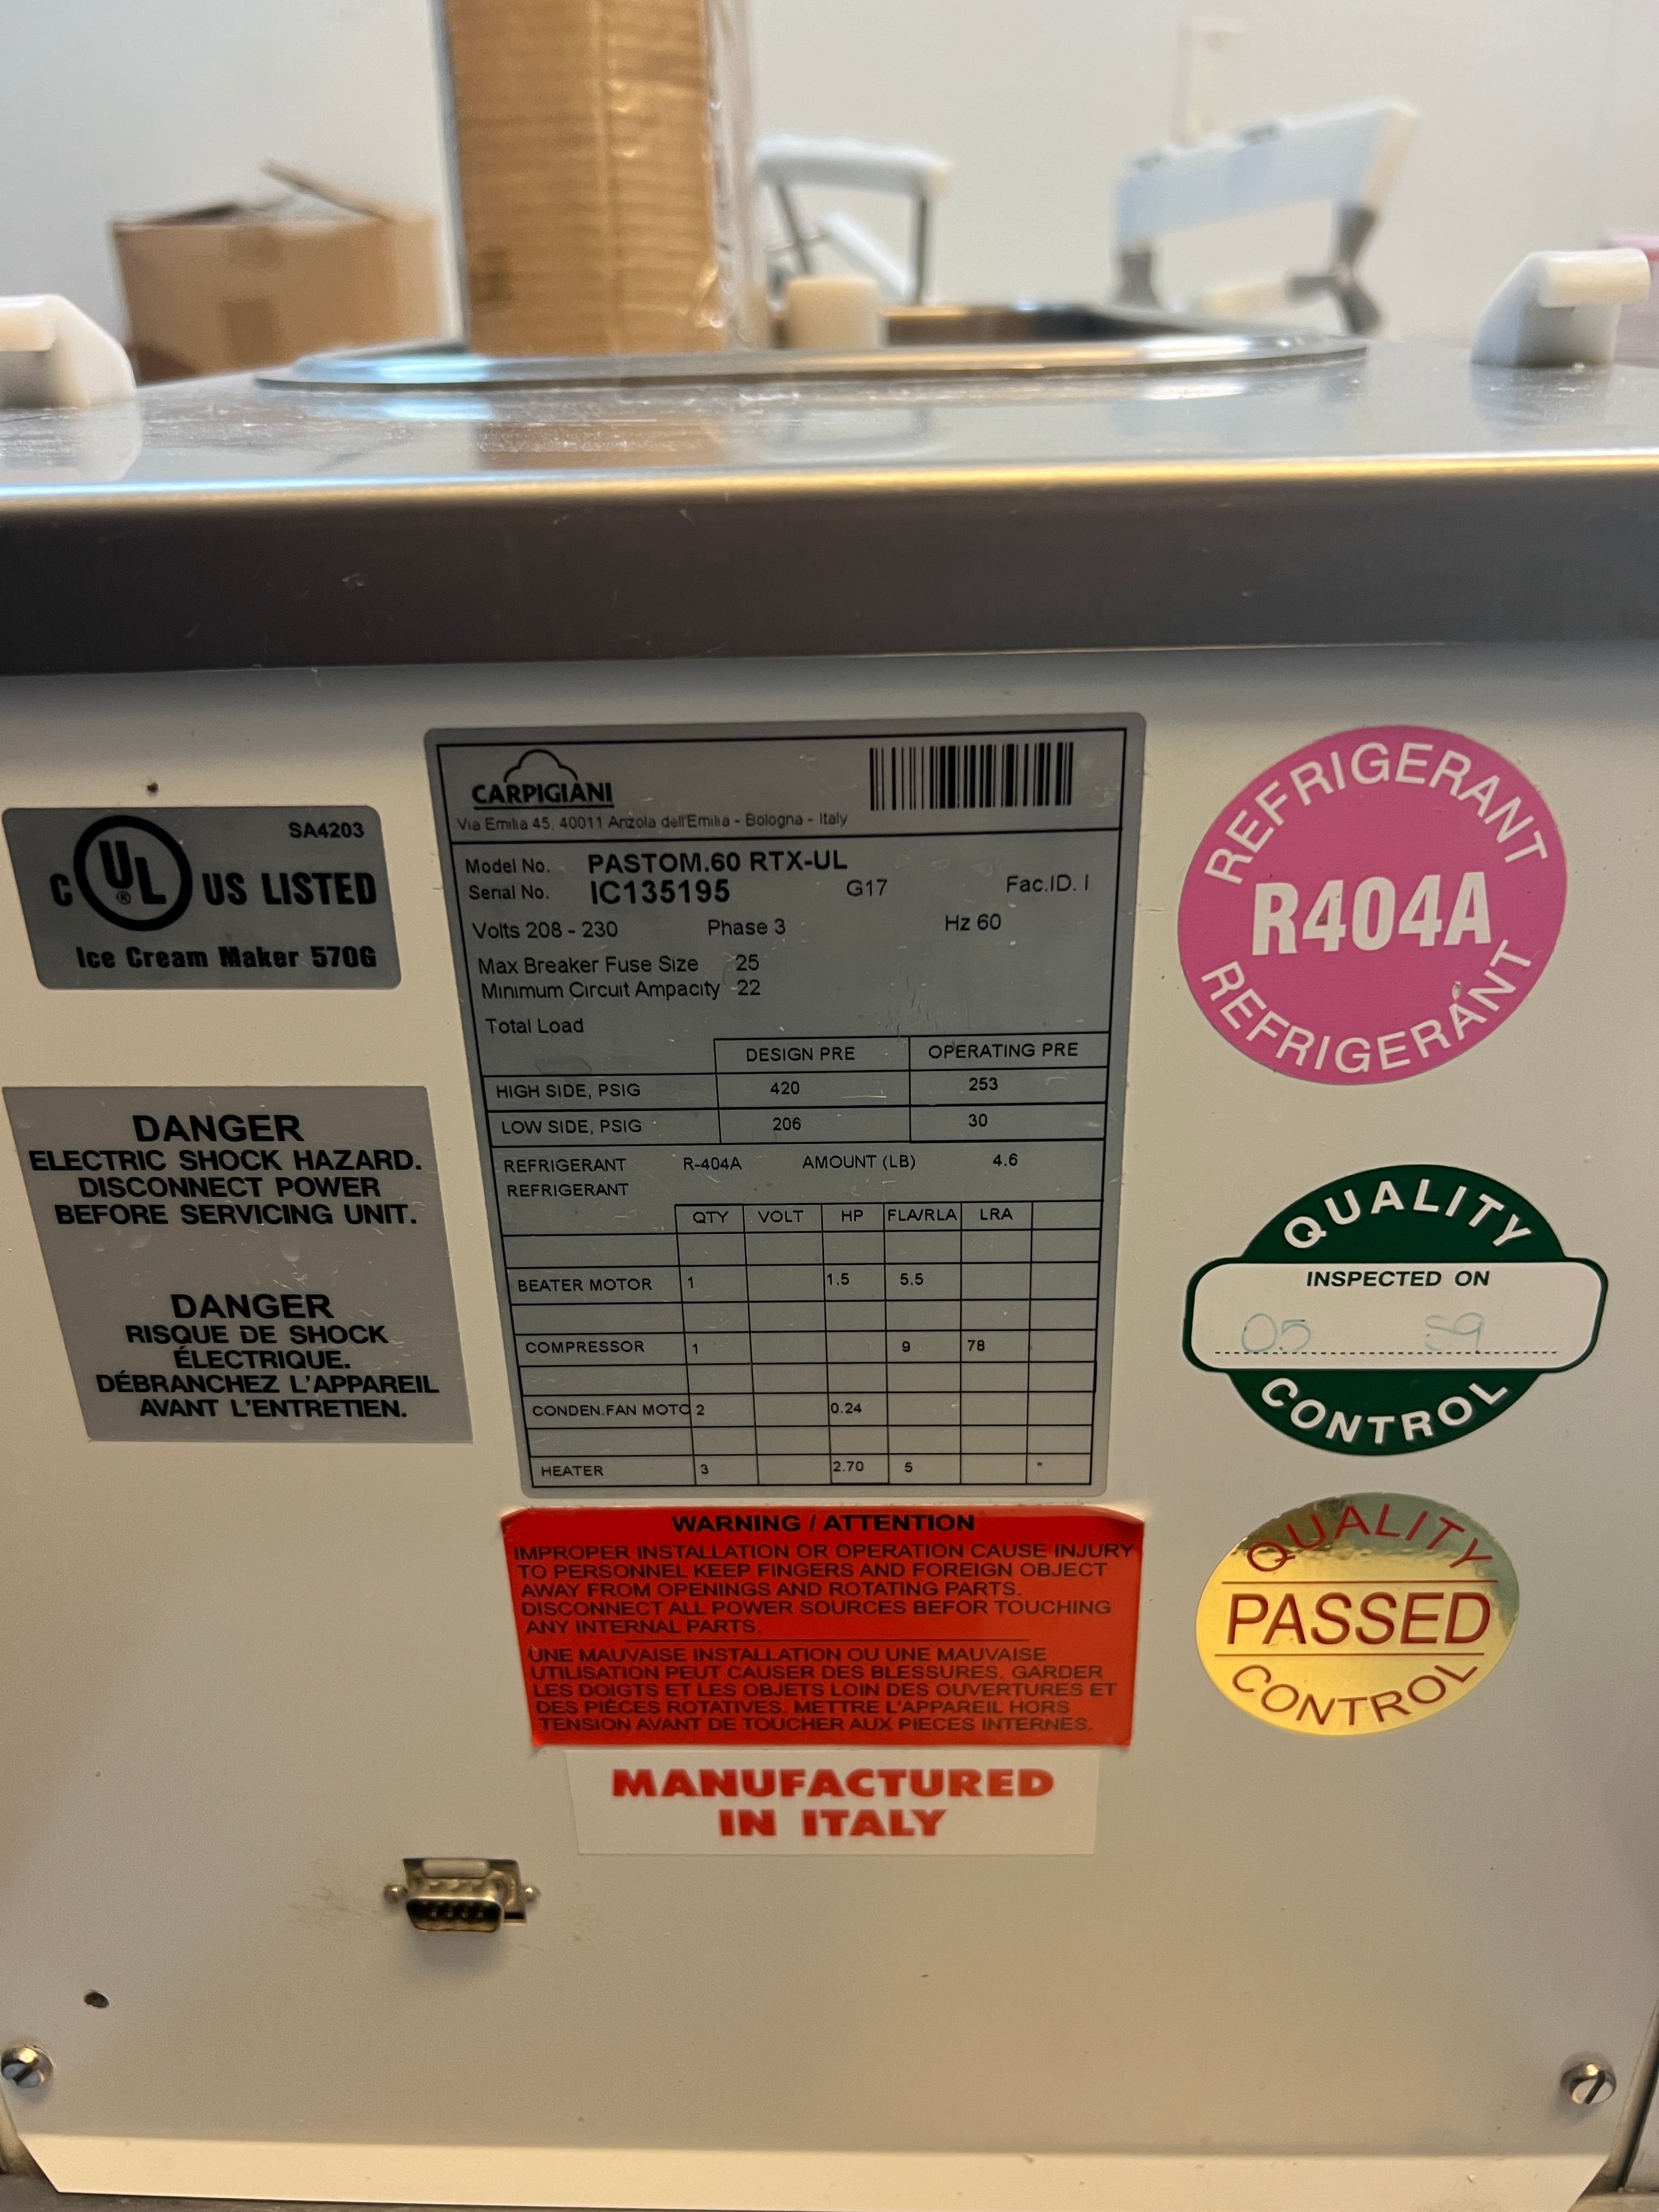 CARPIGIANI
Via Emilia 45, 40011 Anzola dell'Emilia - Bologna - Italy
Model No. PASTOM.60 RTX-UL
Serial No. IC135195 G17 Fac.ID. I
Volts 208 - 230 Phase 3 Hz 60
Max Breaker Fuse Size 25
Minimum Circuit Ampacity 22
Total Load
DESIGN PRE OPERATING PRE
HIGH SIDE, PSIG 420 253
LOW SIDE, PSIG 206 30
REFRIGERANT R-404A AMOUNT (LB) 4.6
REFRIGERANT
QTY VOLT HP FLA/RLA LRA
BEATER MOTOR 1 1.5 5.5
COMPRESSOR 1 9 78
CONDEN.FAN MOTO 2 0.24
HEATER 3 2.70 5 *
SA4203
C UL ® US LISTED
Ice Cream Maker 570G
DANGER
ELECTRIC SHOCK HAZARD.
DISCONNECT POWER
BEFORE SERVICING UNIT.
DANGER
RISQUE DE SHOCK
ÉLECTRIQUE.
DÉBRANCHEZ L'APPAREIL
AVANT L'ENTRETIEN.
REFRIGERANT
R404A
REFRIGERANT
QUALITY
INSPECTED ON
05 S9
CONTROL
QUALITY
PASSED
CONTROL
WARNING / ATTENTION
IMPROPER INSTALLATION OR OPERATION CAUSE INJURY
TO PERSONNEL KEEP FINGERS AND FOREIGN OBJECT
AWAY FROM OPENINGS AND ROTATING PARTS.
DISCONNECT ALL POWER SOURCES BEFOR TOUCHING
ANY INTERNAL PARTS.
UNE MAUVAISE INSTALLATION OU UNE MAUVAISE
UTILISATION PEUT CAUSER DES BLESSURES. GARDER
LES DOIGTS ET LES OBJETS LOIN DES OUVERTURES ET
DES PIÈCES ROTATIVES. METTRE L'APPAREIL HORS
TENSION AVANT DE TOUCHER AUX PIECES INTERNES.
MANUFACTURED
IN ITALY